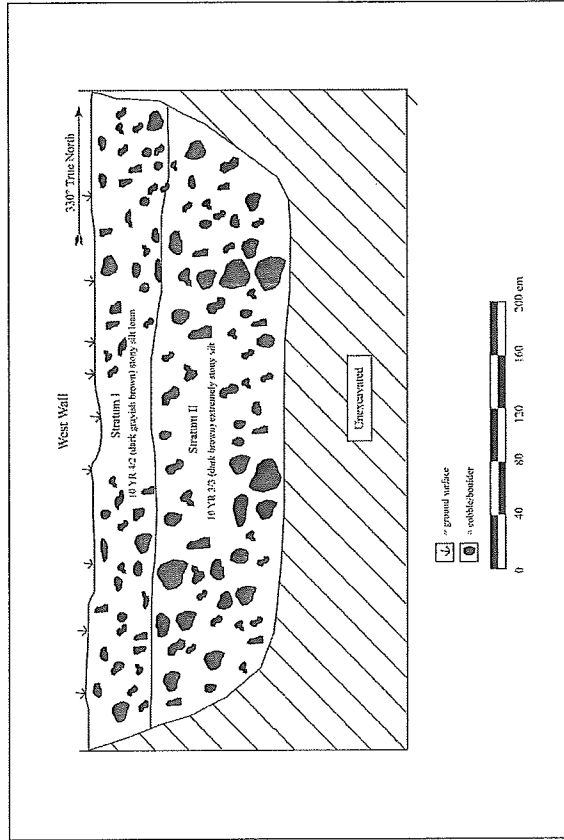 West Wall
330° True North
Stratum I
10 YR 4/2 (dark grayish brown) stony silt loam
Stratum II
10 YR 3/3 (dark brown) extremely stony silt
Unexcavated
= ground surface
= cobble/boulder
0 40 80 120 160 200 cm